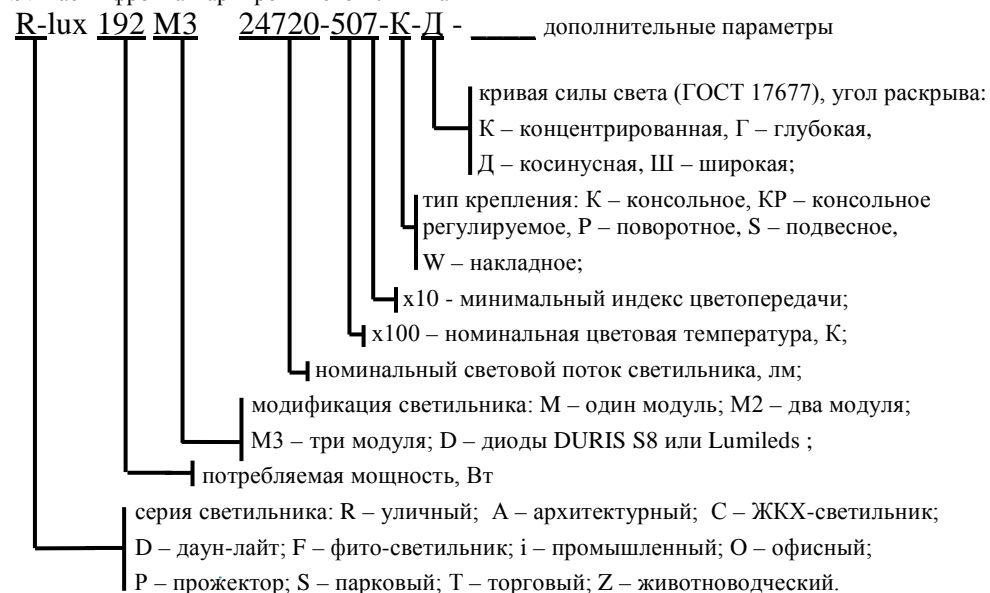 R-lux 192 М3 24720-507-К-Д - _____ дополнительные параметры
кривая силы света (ГОСТ 17677), угол раскрыва:
К – концентрированная, Г – глубокая,
Д – косинусная, Ш – широкая;
тип крепления: К – консольное, КР – консольное
регулируемое, Р – поворотное, S – подвесное,
W – накладное;
х10 - минимальный индекс цветопередачи;
х100 – номинальная цветовая температура, К;
номинальный световой поток светильника, лм;
модификация светильника: М – один модуль; М2 – два модуля;
М3 – три модуля; D – диоды DURIS S8 или Lumileds ;
потребляемая мощность, Вт
серия светильника: R – уличный; А – архитектурный; С – ЖКХ-светильник;
D – даун-лайт; F – фито-светильник; i – промышленный; О – офисный;
Р – прожектор; S – парковый; Т – торговый; Z – животноводческий.